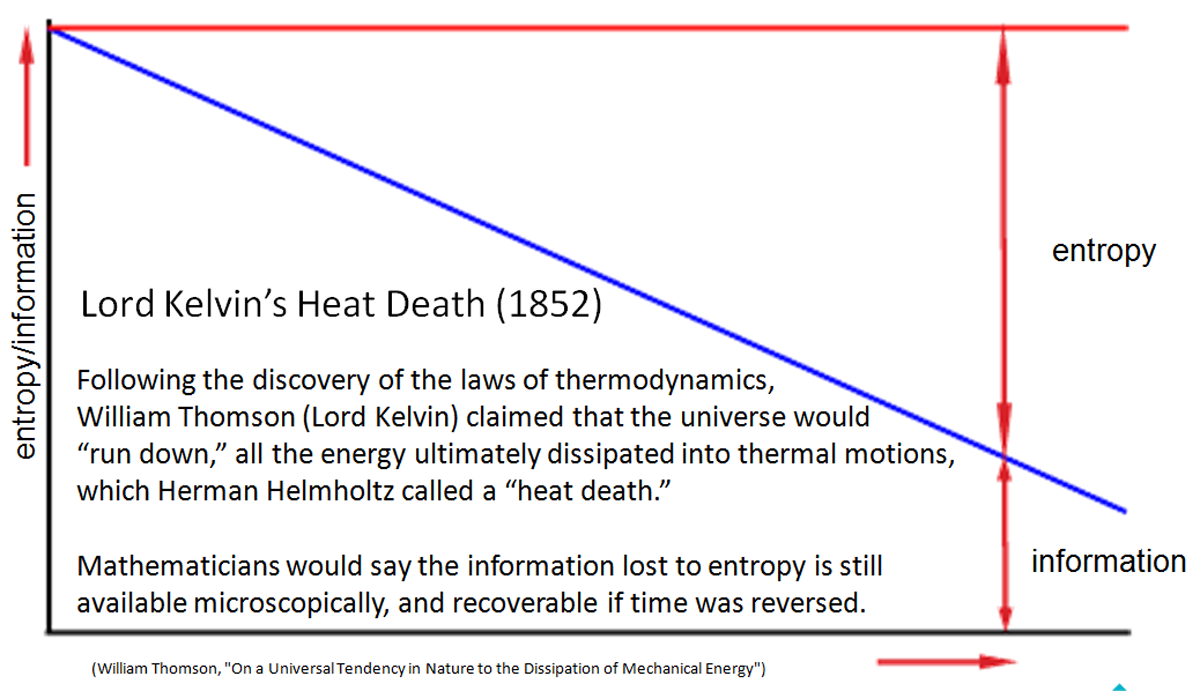 entropy/information
entropy
Lord Kelvin’s Heat Death (1852)
Following the discovery of the laws of thermodynamics,
William Thomson (Lord Kelvin) claimed that the universe would
“run down,” all the energy ultimately dissipated into thermal motions,
which Herman Helmholtz called a “heat death.”
Mathematicians would say the information lost to entropy is still
available microscopically, and recoverable if time was reversed.
information
(William Thomson, "On a Universal Tendency in Nature to the Dissipation of Mechanical Energy")